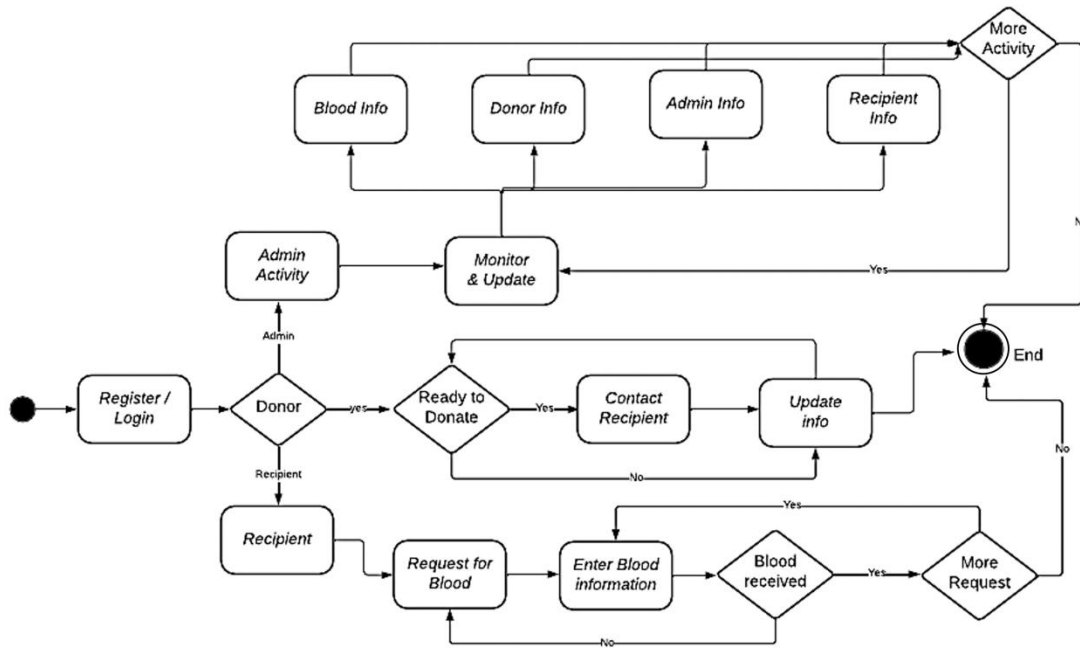 More
Activity
Blood Info
Donor Info
Admin Info
Recipient
Info
Admin
Activity
Monitor
& Update
Yes
Admin
End
Register /
Login
Donor
yes
Ready to
Donate
Yes
Contact
Recipient
Update
info
No
No
Recipient
Yes
Recipient
Request for
Blood
Enter Blood
information
Blood
received
Yes
More
Request
No